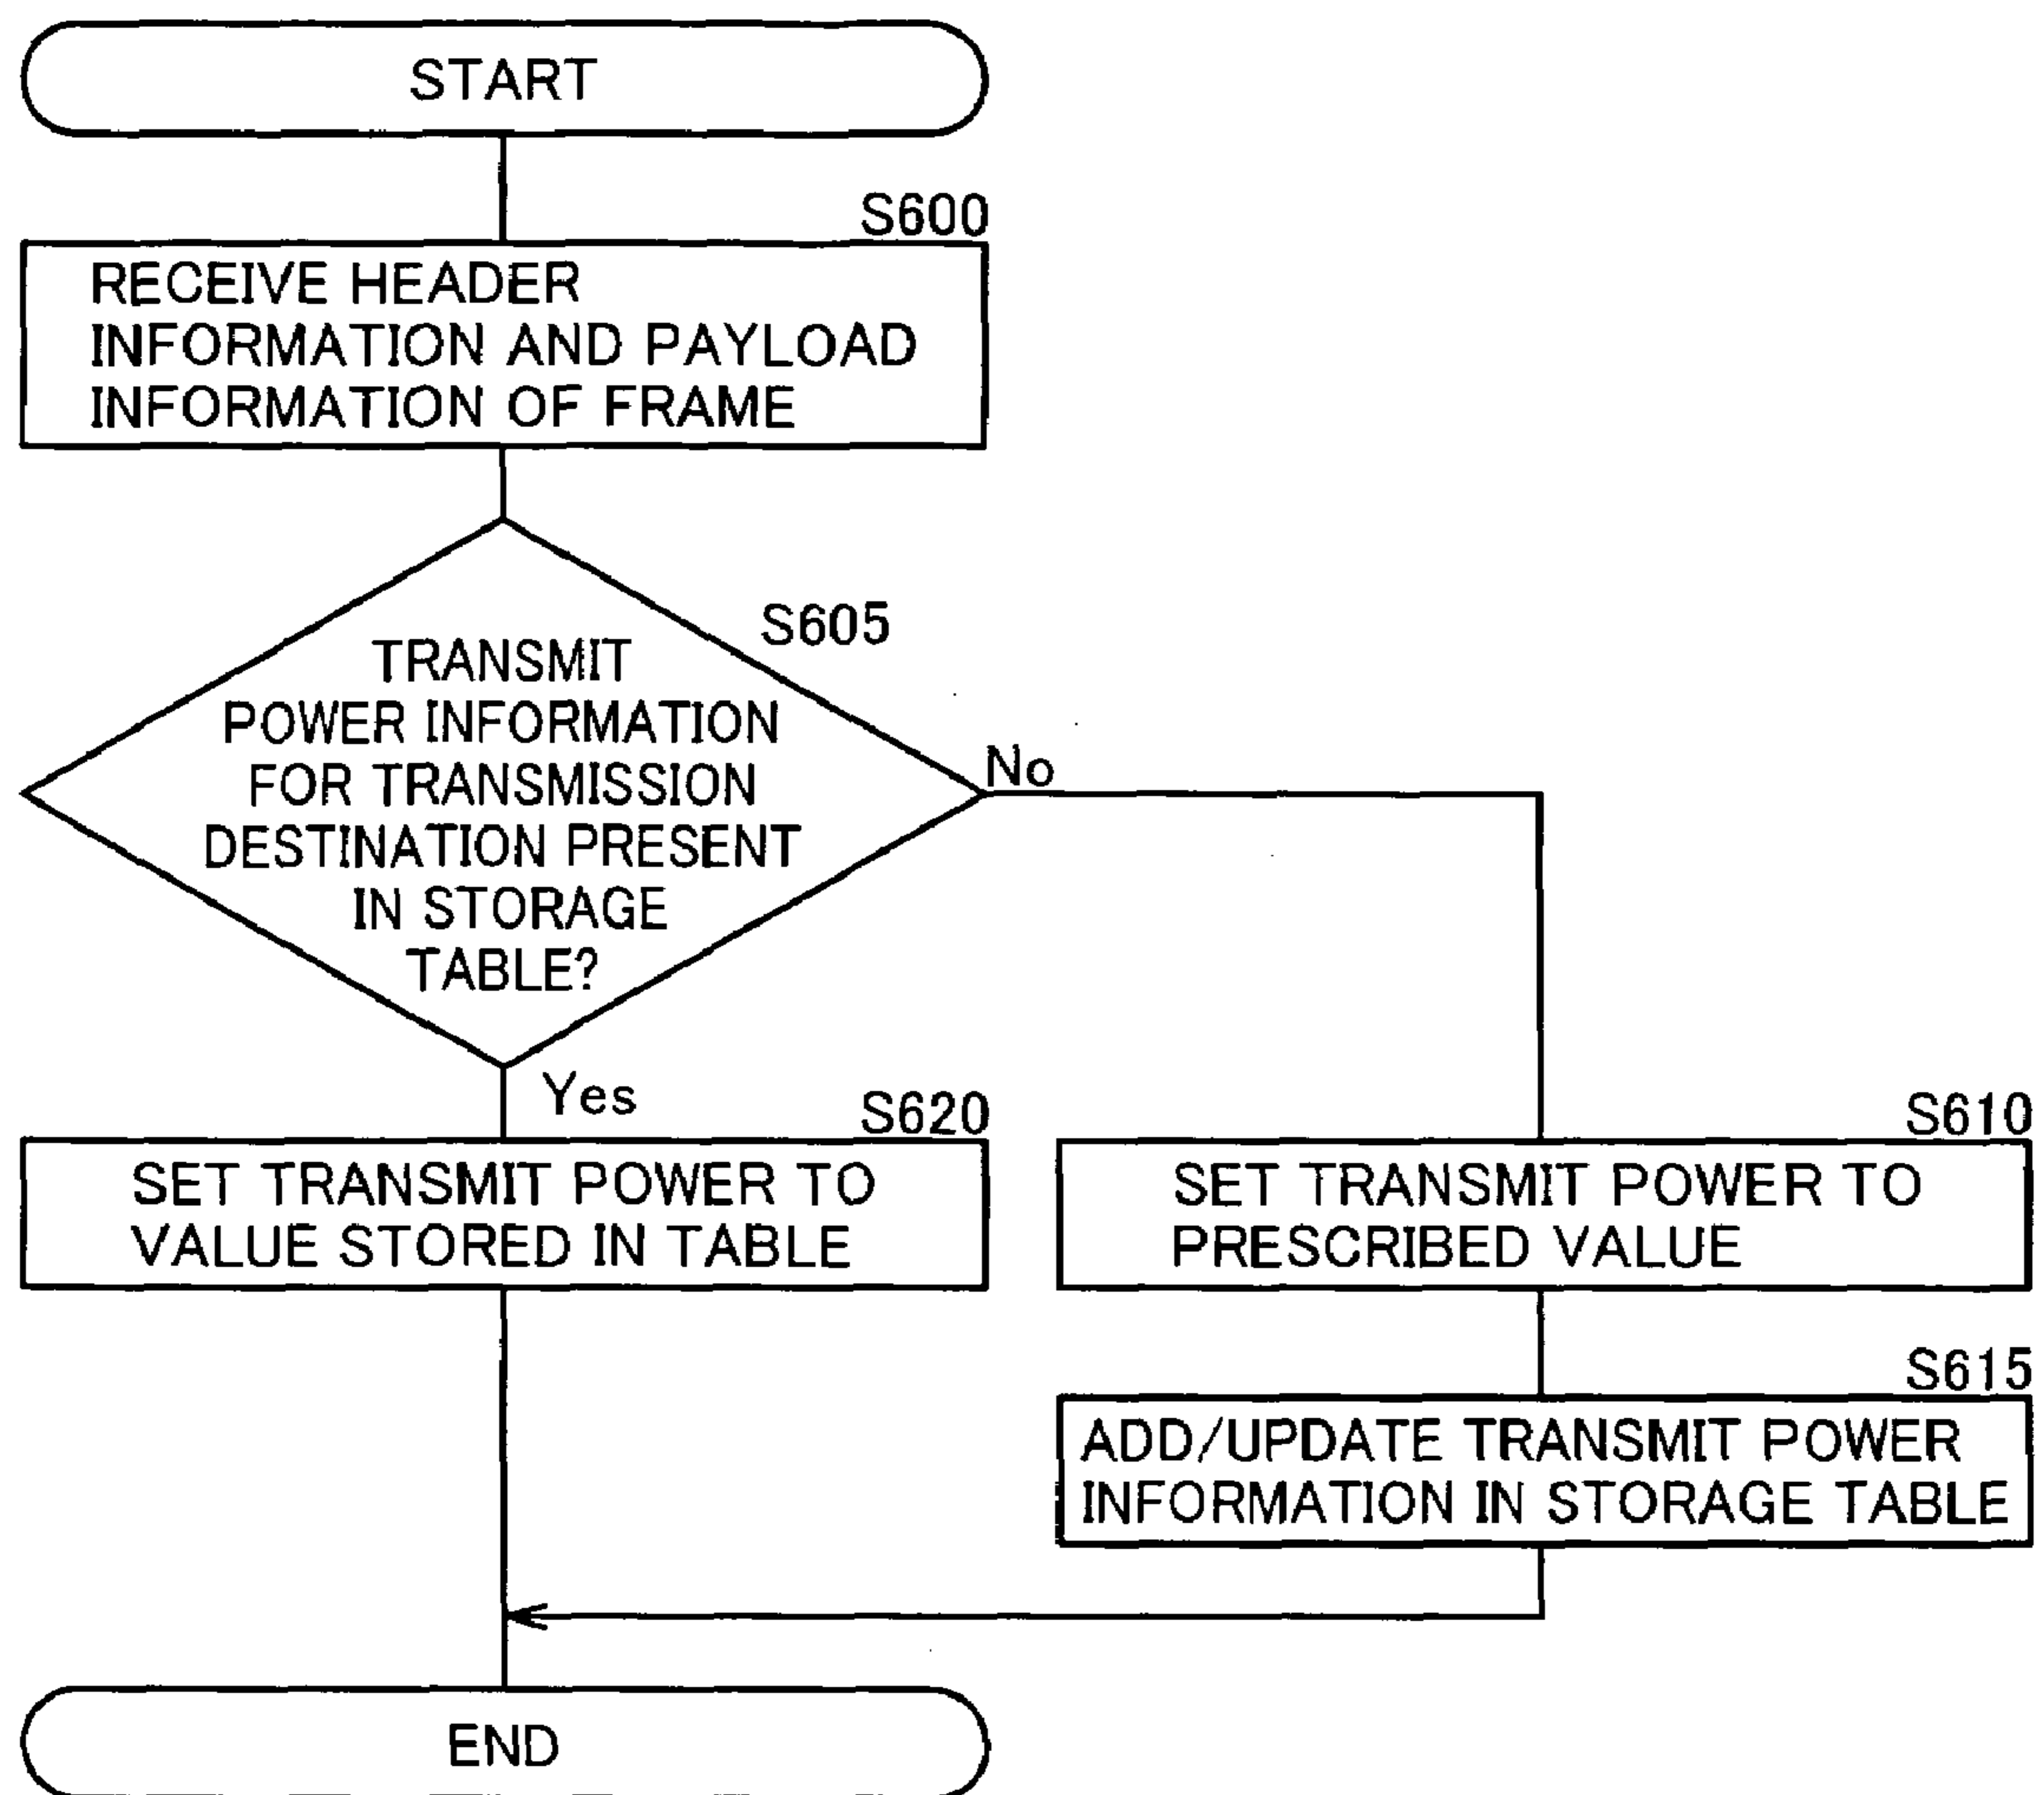 START
S600
RECEIVE HEADER
INFORMATION AND PAYLOAD
INFORMATION OF FRAME
S605
TRANSMIT
POWER INFORMATION
FOR TRANSMISSION
DESTINATION PRESENT
IN STORAGE
TABLE?
No
Yes
S620
SET TRANSMIT POWER TO
VALUE STORED IN TABLE
S610
SET TRANSMIT POWER TO
PRESCRIBED VALUE
S615
ADD/UPDATE TRANSMIT POWER
INFORMATION IN STORAGE TABLE
END